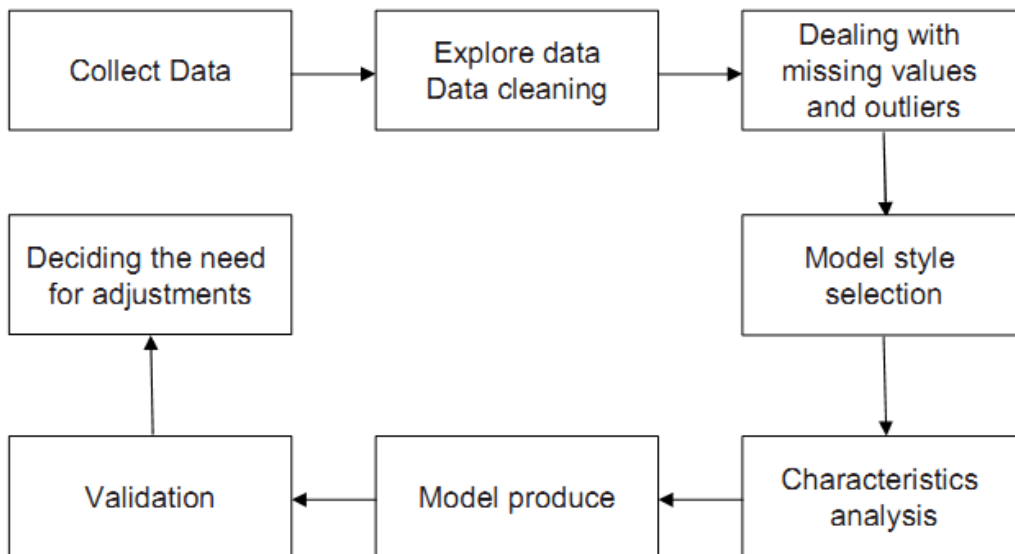 Collect Data
Explore data
Data cleaning
Dealing with
missing values
and outliers
Model style
selection
Characteristics
analysis
Model produce
Validation
Deciding the need
for adjustments